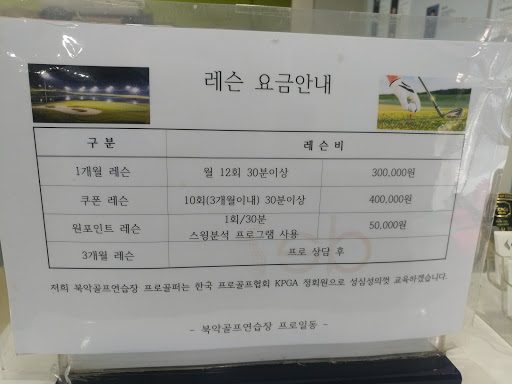 레슨 요금안내
구 분 레 슨 비
1개월 레슨 월 12회 30분이상 300,000원
쿠폰 레슨 10회(3개월이내) 30분이상 400,000원
원포인트 레슨 1회/30분 50,000원
스윙분석 프로그램 사용
3개월 레슨 프로 상담 후
저희 북악골프연습장 프로골퍼는 한국 프로골프협회 KPGA 정회원으로 성심성의껏 교육하겠습니다.
- 북악골프연습장 프로일동 -